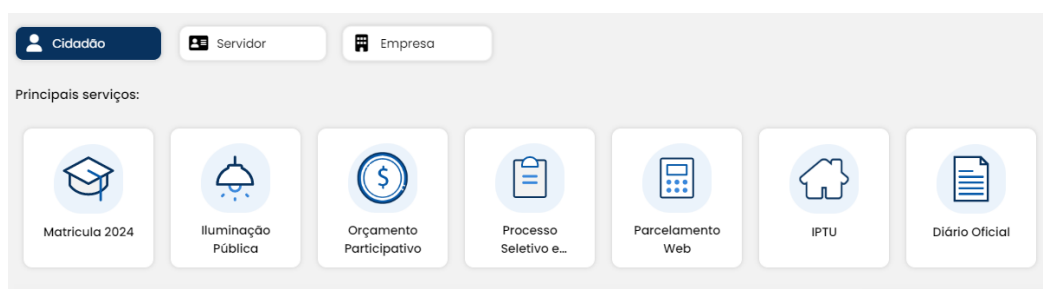 Cidadão
Servidor
Empresa
Principais serviços:
Matricula 2024
Iluminação
Pública
Orçamento
Participativo
Processo
Seletivo e...
Parcelamento
Web
IPTU
Diário Oficial